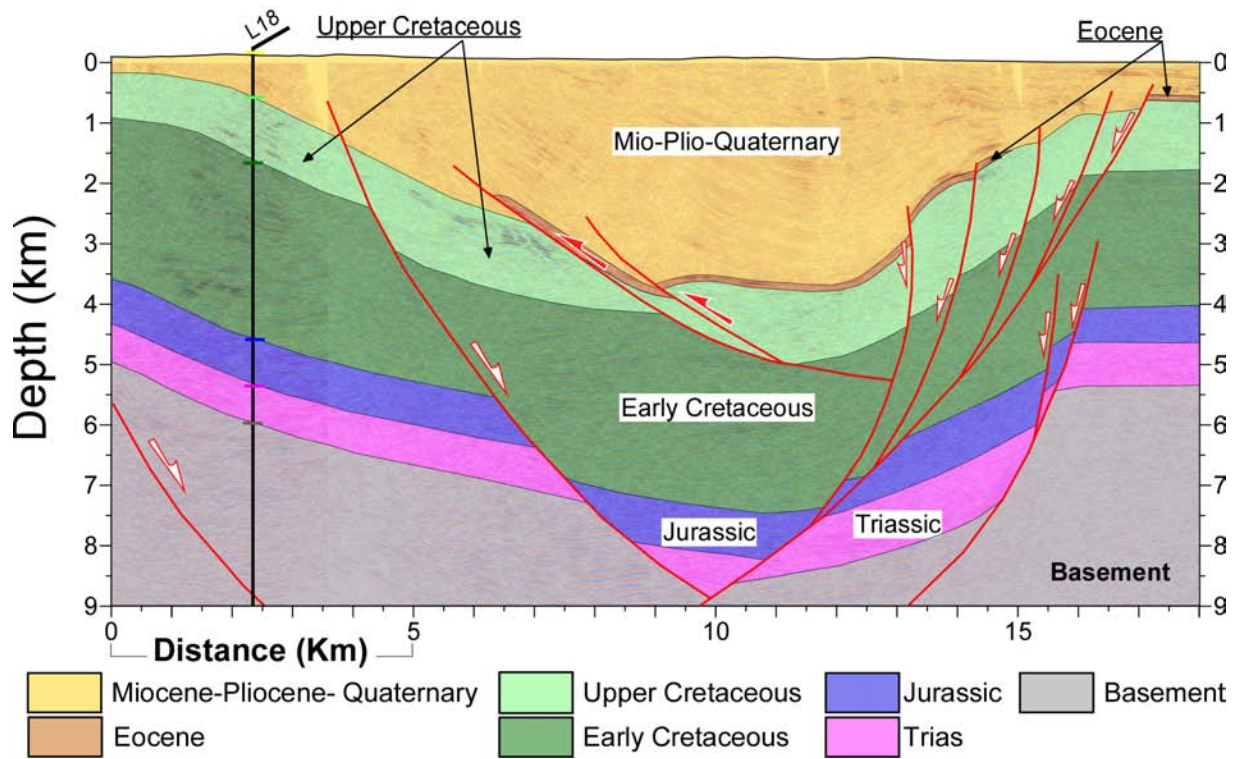 L18
Upper Cretaceous
Eocene
0
1
2
3
4
5
6
7
8
9
Depth (km)
0
1
2
3
4
5
6
7
8
9
Mio-Plio-Quaternary
Early Cretaceous
Jurassic
Triassic
Basement
0
5
10
15
Distance (Km)
Miocene-Pliocene- Quaternary
Upper Cretaceous
Jurassic
Basement
Eocene
Early Cretaceous
Trias